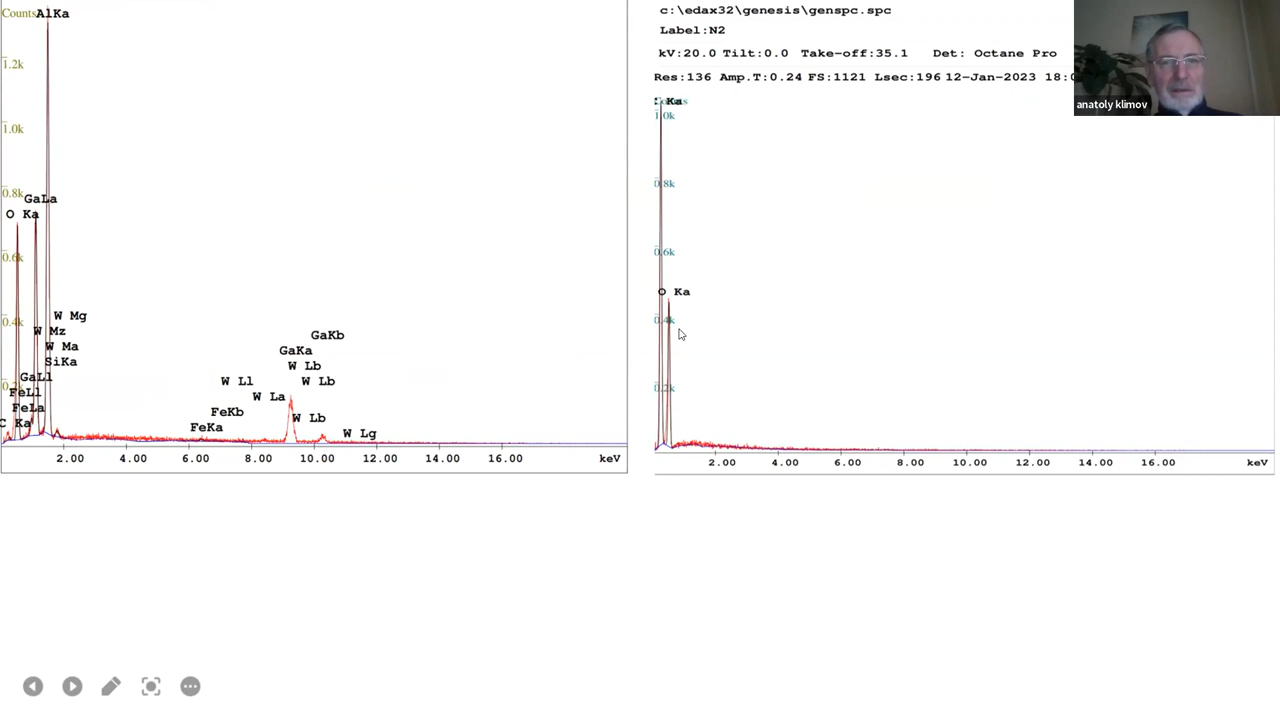 Counts AlKa
1.2k
1.0k
0.8k
GaLa
O Ka
0.6k
W Mg
0.4k
W Mz
W Ma
SiKa
GaLl
0.2k
FeLl
FeLa
C Ka
GaKb
GaKa
W Lb
W Ll
W Lb
W La
FeKb
W Lb
FeKa
W Lg
2.00 4.00 6.00 8.00 10.00 12.00 14.00 16.00 keV
c:\edax32\genesis\genspc.spc
Label:N2
kV:20.0 Tilt:0.0 Take-off:35.1 Det: Octane Pro
Res:136 Amp.T:0.24 FS:1121 Lsec:196 12-Jan-2023 18:
Ka
0.8k
0.6k
O Ka
0.4k
0.2k
2.00 4.00 6.00 8.00 10.00 12.00 14.00 16.00 keV
anatoly klimov